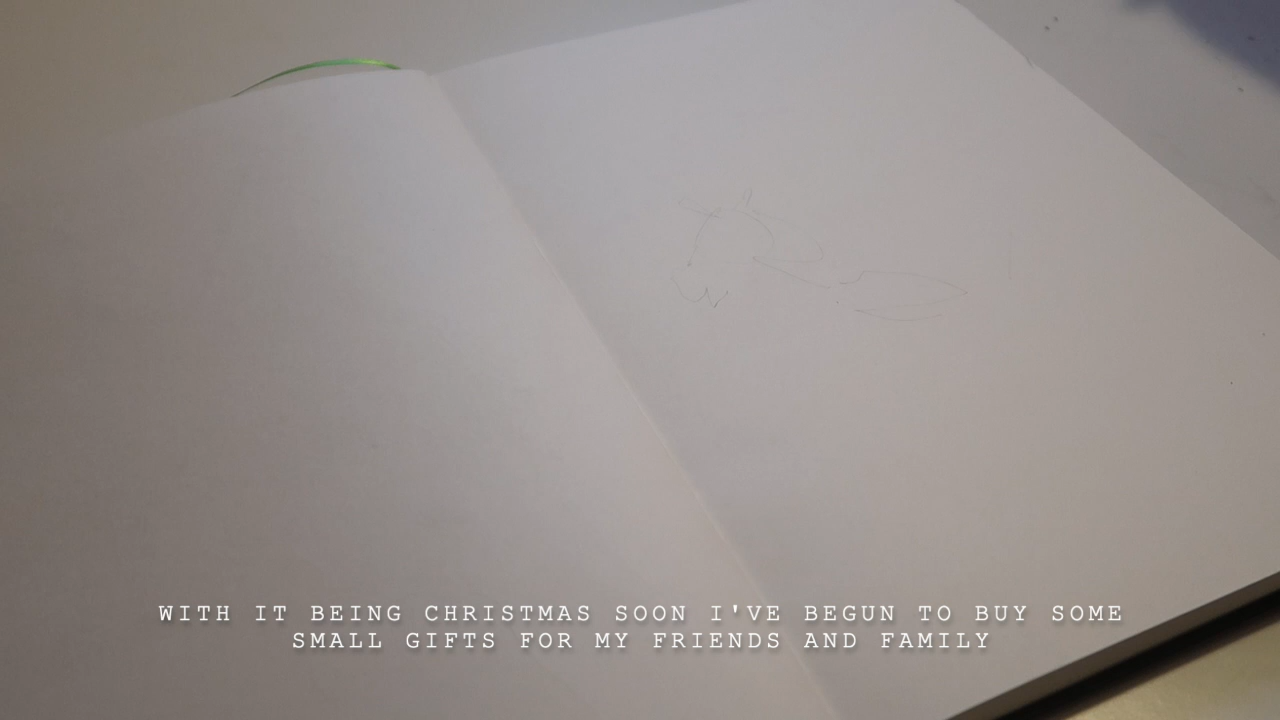 WITH IT BEING CHRISTMAS SOON I'VE BEGUN TO BUY SOME
SMALL GIFTS FOR MY FRIENDS AND FAMILY